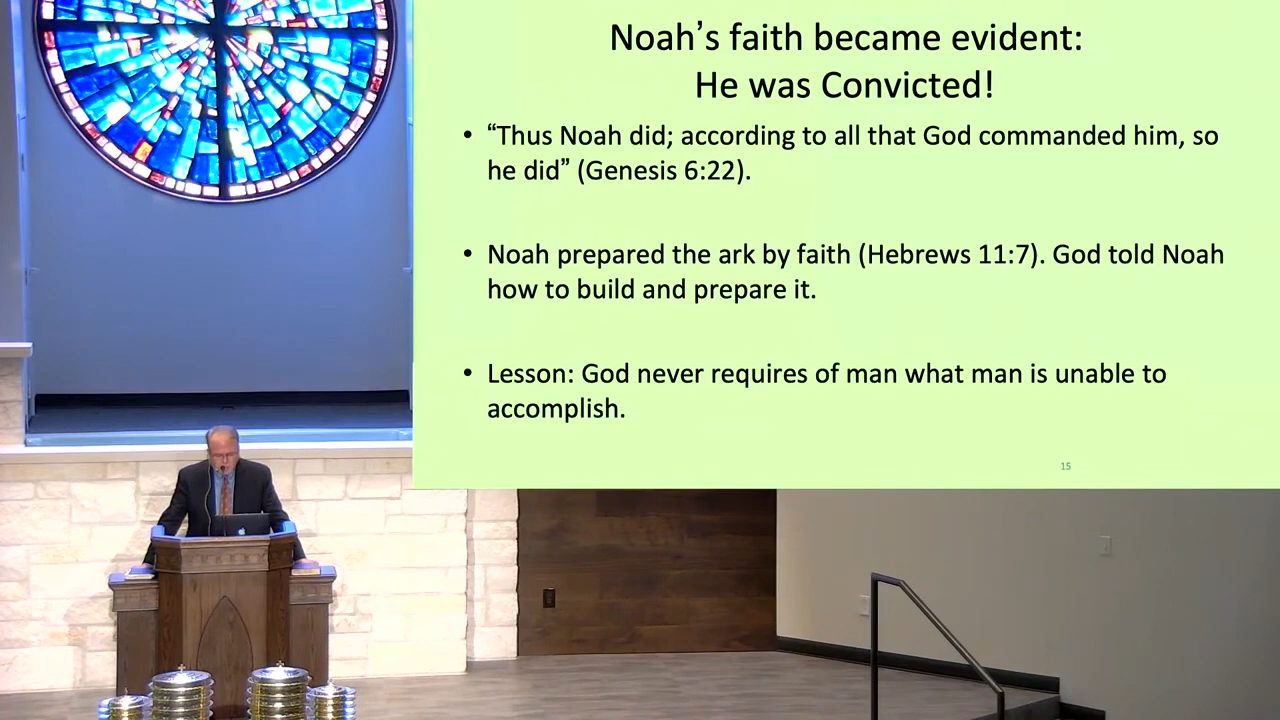 Noah’s faith became evident:
He was Convicted!
• “Thus Noah did; according to all that God commanded him, so
he did” (Genesis 6:22).
• Noah prepared the ark by faith (Hebrews 11:7). God told Noah
how to build and prepare it.
• Lesson: God never requires of man what man is unable to
accomplish.
15